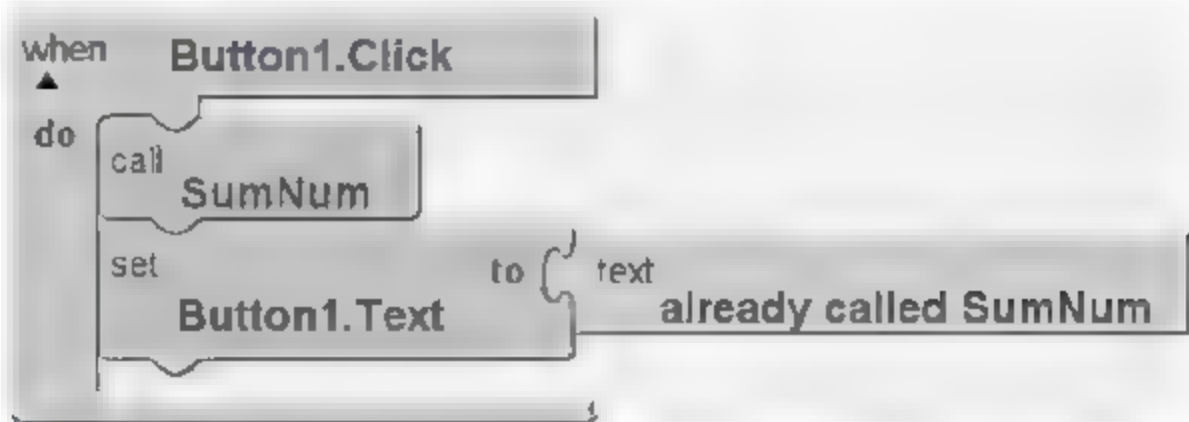 when Button1.Click
do
call
SumNum
set to text
Button1.Text already called SumNum